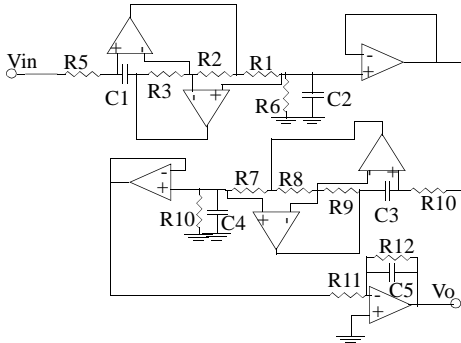 Vin
R5
C1
R3
R2
R1
R6
C2
+
-
-
+
-
+
-
+
R10
C4
R7
R8
R9
C3
R10
+
-
-
+
R11
R12
C5
-
+
Vo